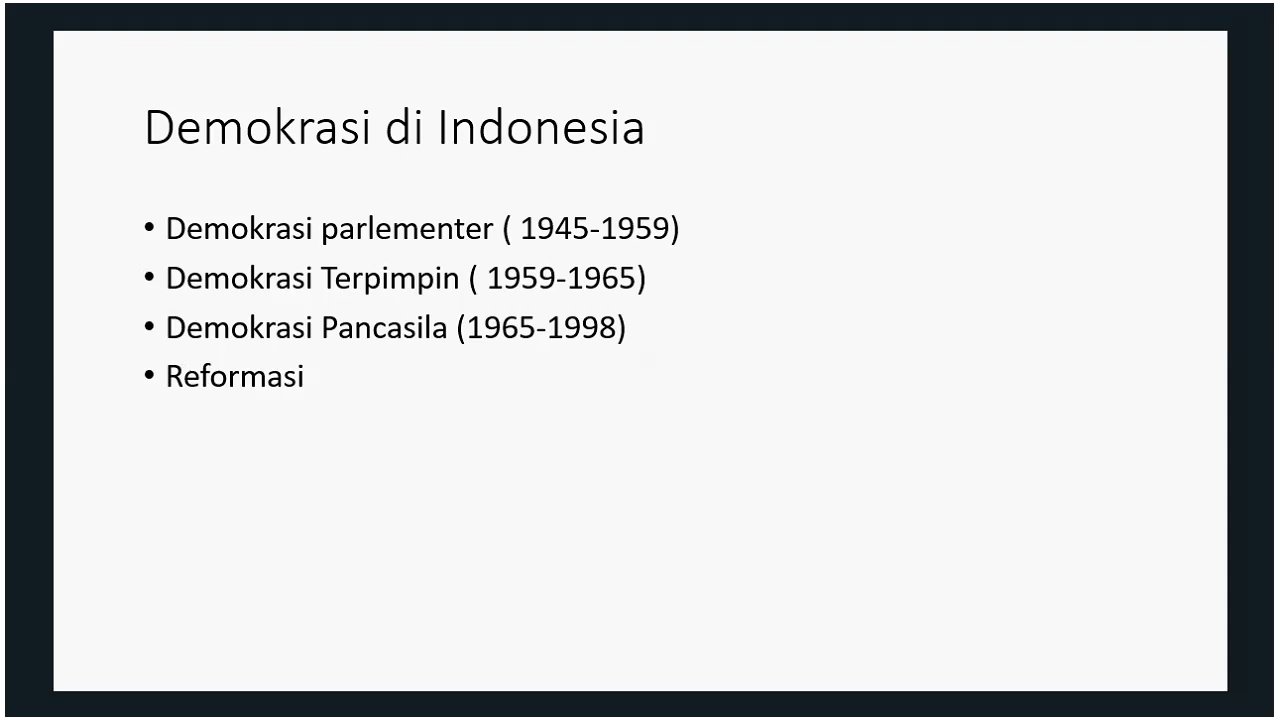 Demokrasi di Indonesia
• Demokrasi parlementer ( 1945-1959)
• Demokrasi Terpimpin ( 1959-1965)
• Demokrasi Pancasila (1965-1998)
• Reformasi